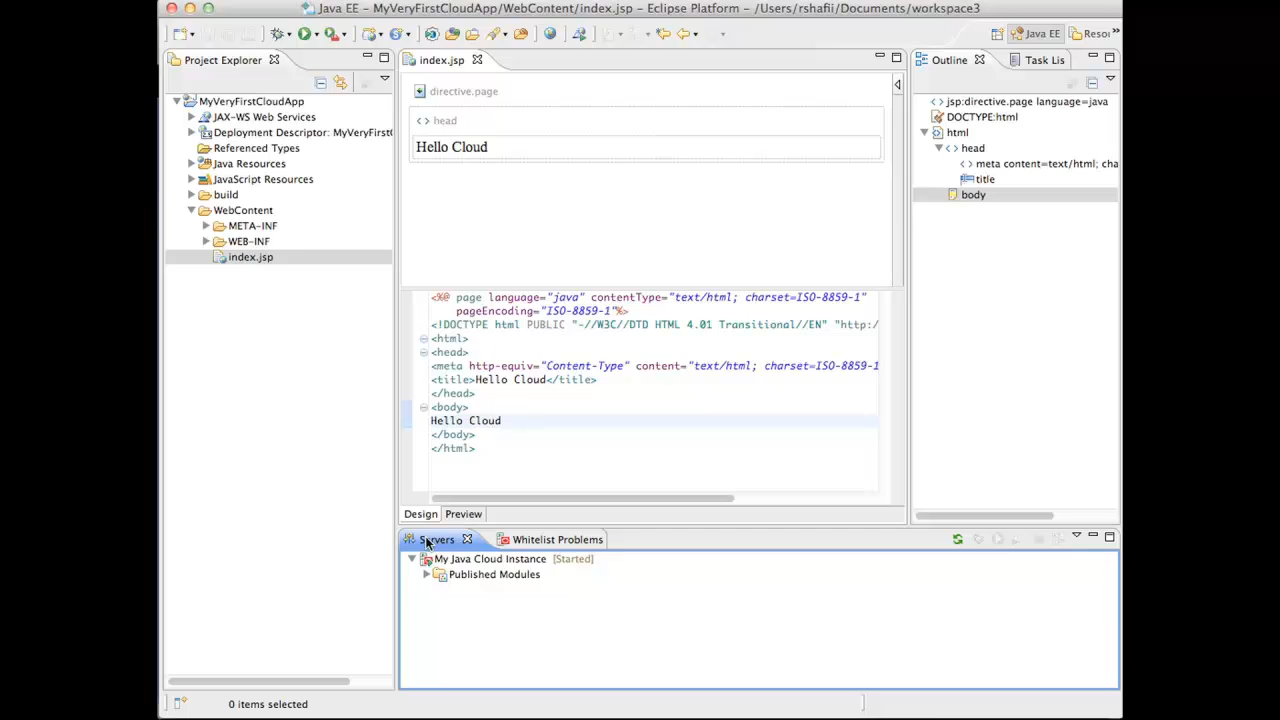 Java EE - MyVeryFirstCloudApp/WebContent/index.jsp - Eclipse Platform - /Users/rshafii/Documents/workspace3
Java EE
Resou
Project Explorer
MyVeryFirstCloudApp
JAX-WS Web Services
Deployment Descriptor: MyVeryFirstC
Referenced Types
Java Resources
JavaScript Resources
build
WebContent
META-INF
WEB-INF
index.jsp
index.jsp
directive.page
<> head
Hello Cloud
<%@ page language="java" contentType="text/html; charset=ISO-8859-1"
pageEncoding="ISO-8859-1"%>
<!DOCTYPE html PUBLIC "-//W3C//DTD HTML 4.01 Transitional//EN" "http:/
<html>
<head>
<meta http-equiv="Content-Type" content="text/html; charset=ISO-8859-1
<title>Hello Cloud</title>
</head>
<body>
Hello Cloud
</body>
</html>
Design
Preview
Outline
Task Lis
<> jsp:directive.page language=java
DOCTYPE:html
html
<> head
<> meta content=text/html; cha
title
body
Servers
Whitelist Problems
My Java Cloud Instance [Started]
Published Modules
0 items selected